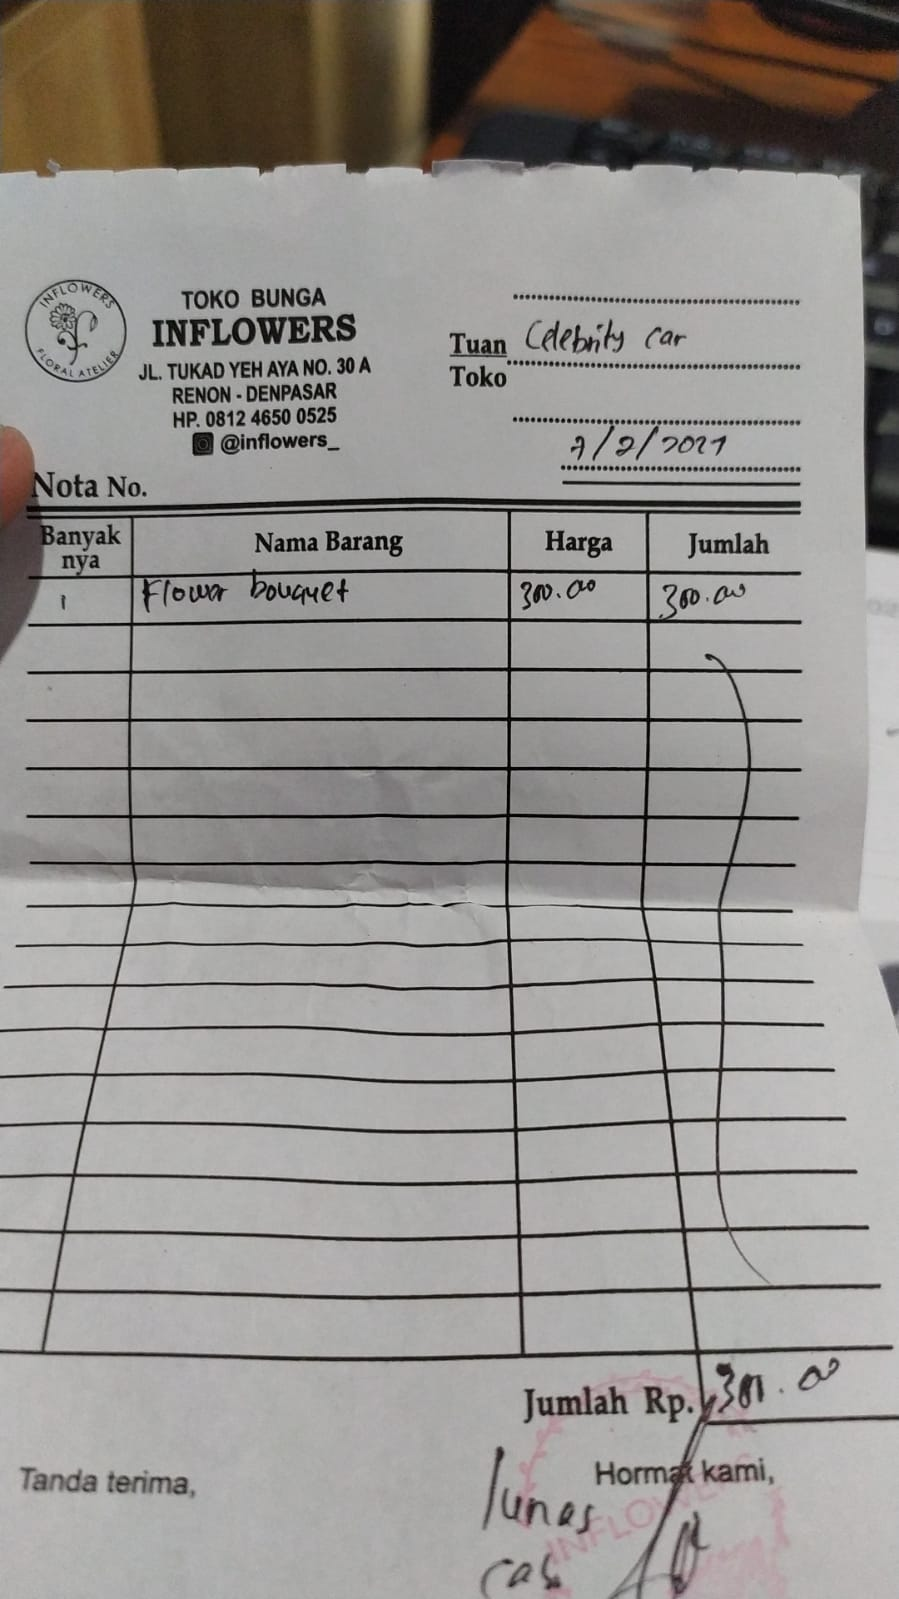 INFLOWERS
FLORAL ATELIER
TOKO BUNGA
INFLOWERS
JL. TUKAD YEH AYA NO. 30 A
RENON - DENPASAR
HP. 0812 4650 0525
@inflowers_
Tuan Celebrity car
Toko
7/2/2021
Nota No.
Banyak nya Nama Barang Harga Jumlah
1 Flower bouquet 300.00 300.00
Jumlah Rp. 300.00
Tanda terima, Hormat kami,
lunas
INFLOWERS